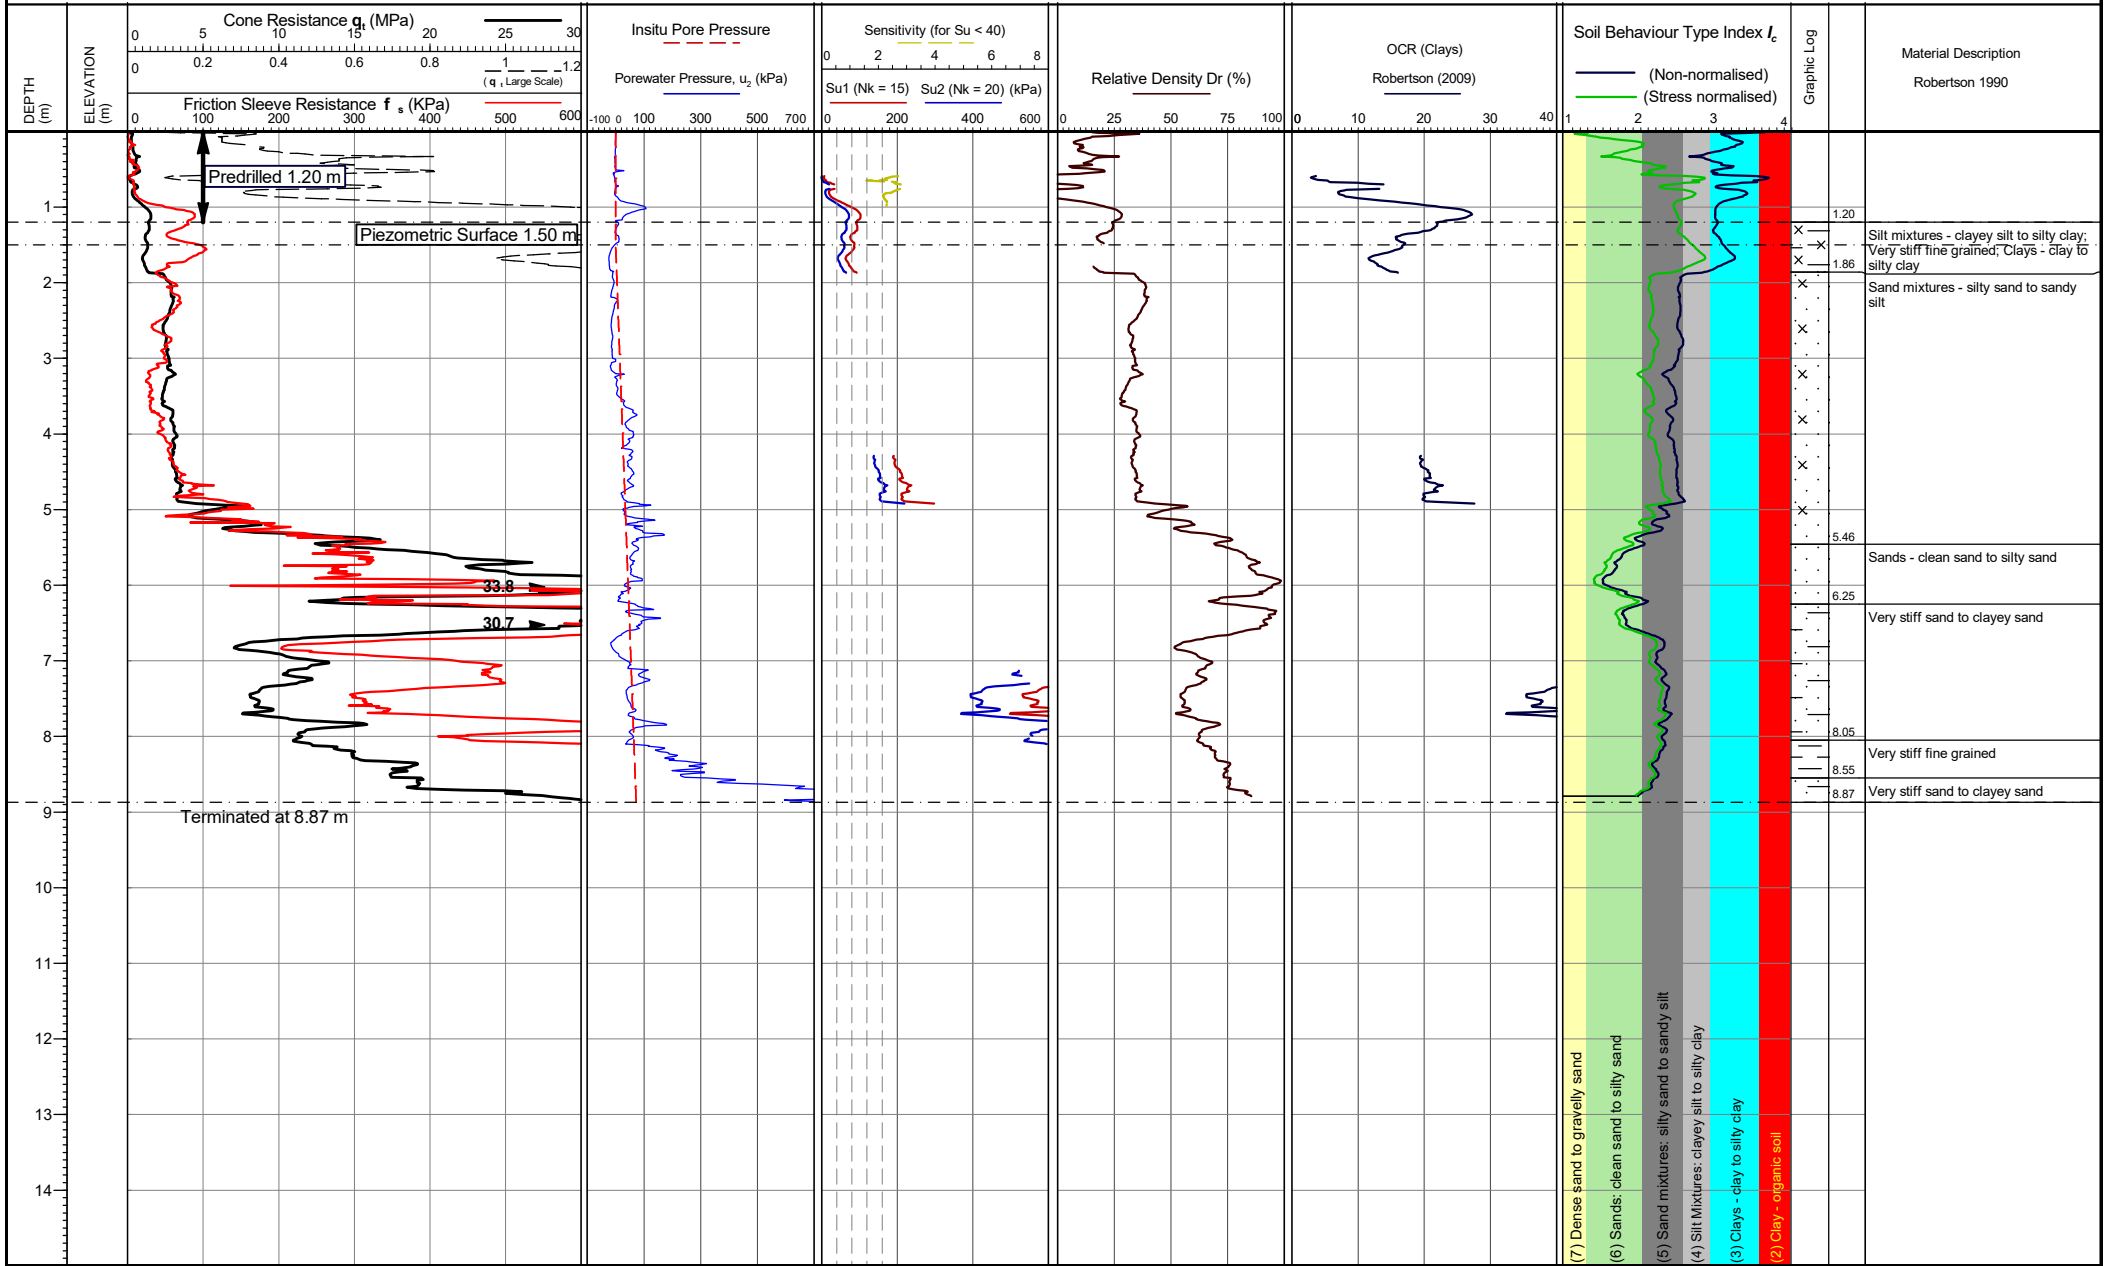 DEPTH
(m)
ELEVATION
(m)
Cone Resistance qt (MPa)
0 5 10 15 20 25 30
0 0.2 0.4 0.6 0.8 1 1.2
(qt Large Scale)
Friction Sleeve Resistance f s (KPa)
0 100 200 300 400 500 600
Insitu Pore Pressure
Porewater Pressure, u2 (kPa)
-100 0 100 300 500 700
Sensitivity (for Su < 40)
0 2 4 6 8
Su1 (Nk = 15) Su2 (Nk = 20) (kPa)
0 200 400 600
Relative Density Dr (%)
0 25 50 75 100
OCR (Clays)
Robertson (2009)
0 10 20 30 40
Soil Behaviour Type Index Ic
(Non-normalised)
(Stress normalised)
1 2 3 4
Graphic Log
Material Description
Robertson 1990
Predrilled 1.20 m
Piezometric Surface 1.50 m
33.8
30.7
Terminated at 8.87 m
1
2
3
4
5
6
7
8
9
10
11
12
13
14
1.20
1.86
5.46
6.25
8.05
8.55
8.87
Silt mixtures - clayey silt to silty clay;
Very stiff fine grained; Clays - clay to
silty clay
Sand mixtures - silty sand to sandy
silt
Sands - clean sand to silty sand
Very stiff sand to clayey sand
Very stiff fine grained
Very stiff sand to clayey sand
(7) Dense sand to gravelly sand
(6) Sands: clean sand to silty sand
(5) Sand mixtures: silty sand to sandy silt
(4) Silt Mixtures: clayey silt to silty clay
(3) Clays - clay to silty clay
(2) Clay - organic soil